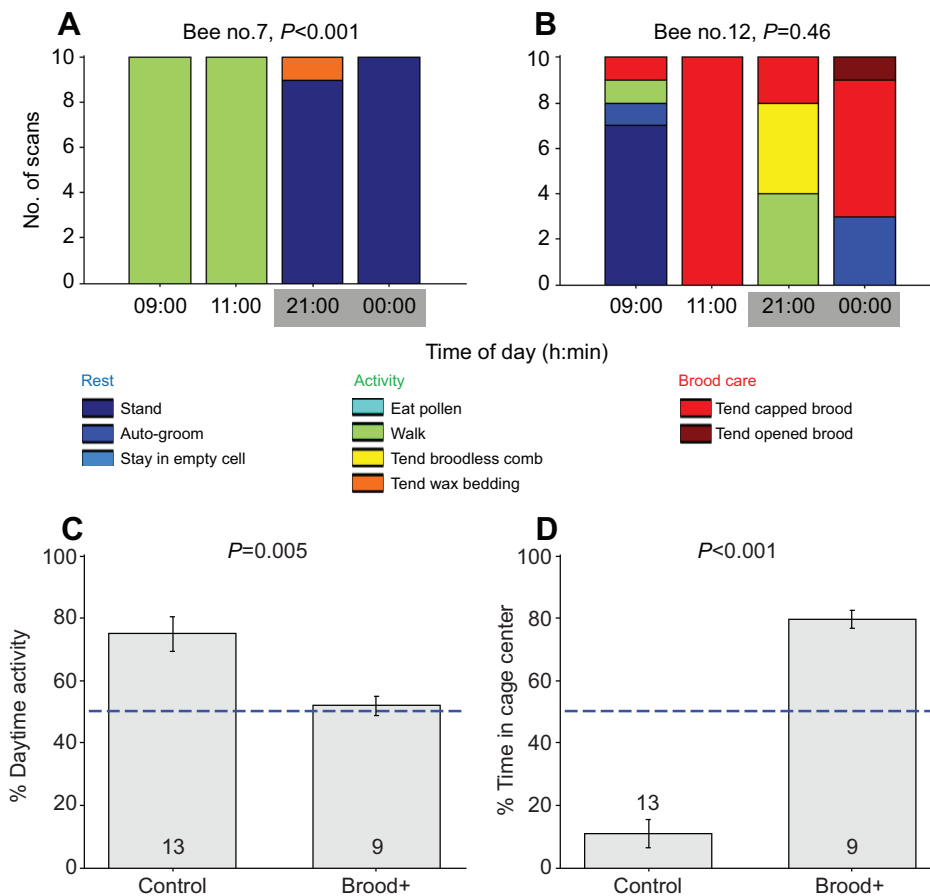 A
Bee no.7, P<0.001
No. of scans
10
8
6
4
2
0
09:00 11:00 21:00 00:00
B
Bee no.12, P=0.46
10
8
6
4
2
0
09:00 11:00 21:00 00:00
Time of day (h:min)
Rest
Stand
Auto-groom
Stay in empty cell
Activity
Eat pollen
Walk
Tend broodless comb
Tend wax bedding
Brood care
Tend capped brood
Tend opened brood
C
P=0.005
% Daytime activity
100
80
60
40
20
0
13 9
Control Brood+
D
P<0.001
% Time in cage center
100
80
60
40
20
0
13
9
Control Brood+